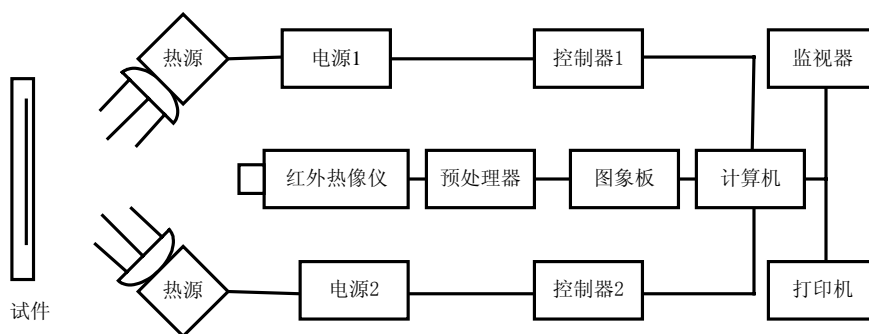 热源
电源1
控制器1
监视器
红外热像仪
预处理器
图象板
计算机
热源
电源2
控制器2
打印机
试件